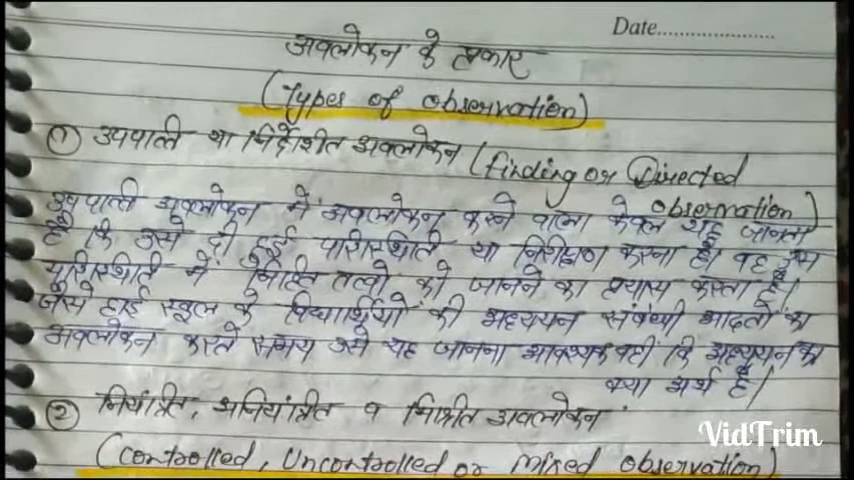 Date....................
अवलोकन के प्रकार
(Types of observation)
① उपपाती या निर्देशीत अवलोकन (finding or Directed
observation)
उपपाती अवलोकन में अवलोकन करने वाला केवल यह जानता
है कि उसे दी हुई परिस्थिति या निरीक्षण करना है। वह इस
परिस्थिति में निहित तत्वो को जानने का प्रयास करता है।
जैसे हाई स्कूल के विद्यार्थियों की अध्ययन संबंधी आदतों का
अवलोकन करते समय उसे यह जानना आवश्यक नहीं कि अध्ययन का
क्या अर्थ है।
② नियांत्रीत, अनियांत्रीत व मिश्रीत अवलोकन
(controlled, Uncontrolled or mixed observation)
VidTrim